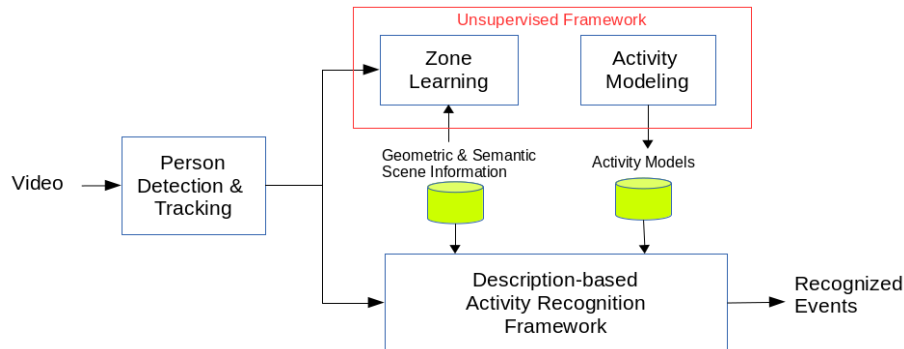 Unsupervised Framework
Zone
Learning
Activity
Modeling
Geometric & Semantic
Scene Information
Activity Models
Video
Person
Detection &
Tracking
Description-based
Activity Recognition
Framework
Recognized
Events